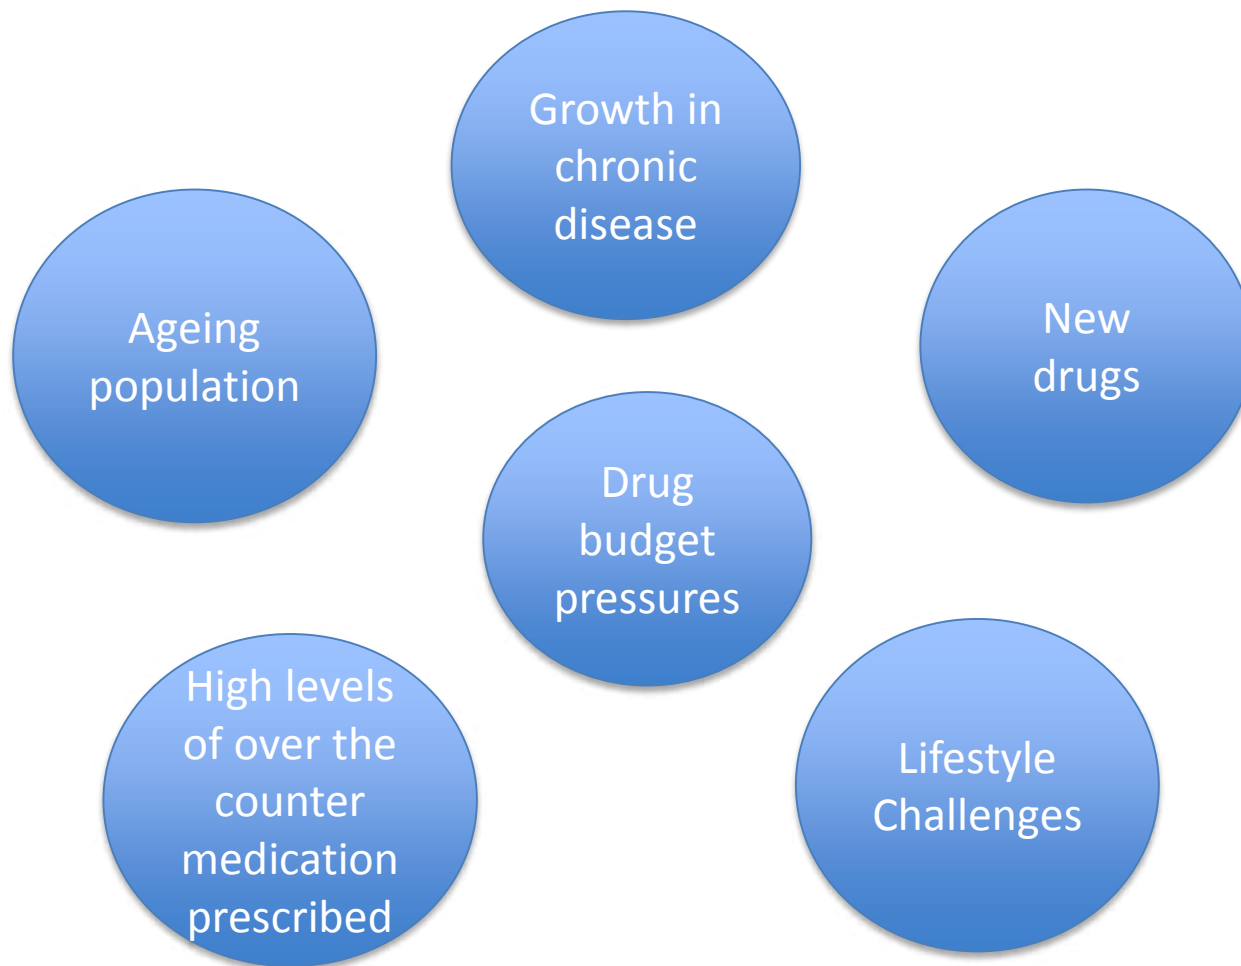 Growth in
chronic
disease
Ageing
population
New
drugs
Drug
budget
pressures
High levels
of over the
counter
medication
prescribed
Lifestyle
Challenges